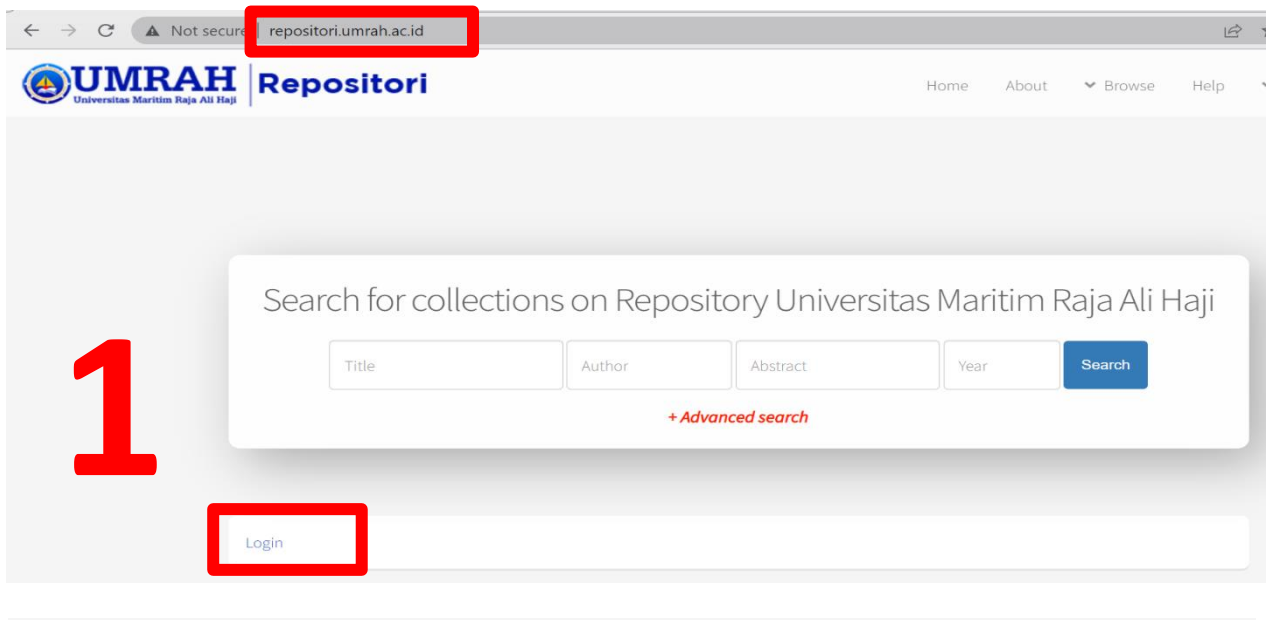 Not secure repositori.umrah.ac.id
UMRAH Repositori
Universitas Maritim Raja Ali Haji
Home About Browse Help
Search for collections on Repository Universitas Maritim Raja Ali Haji
Title Author Abstract Year Search
+ Advanced search
1
Login